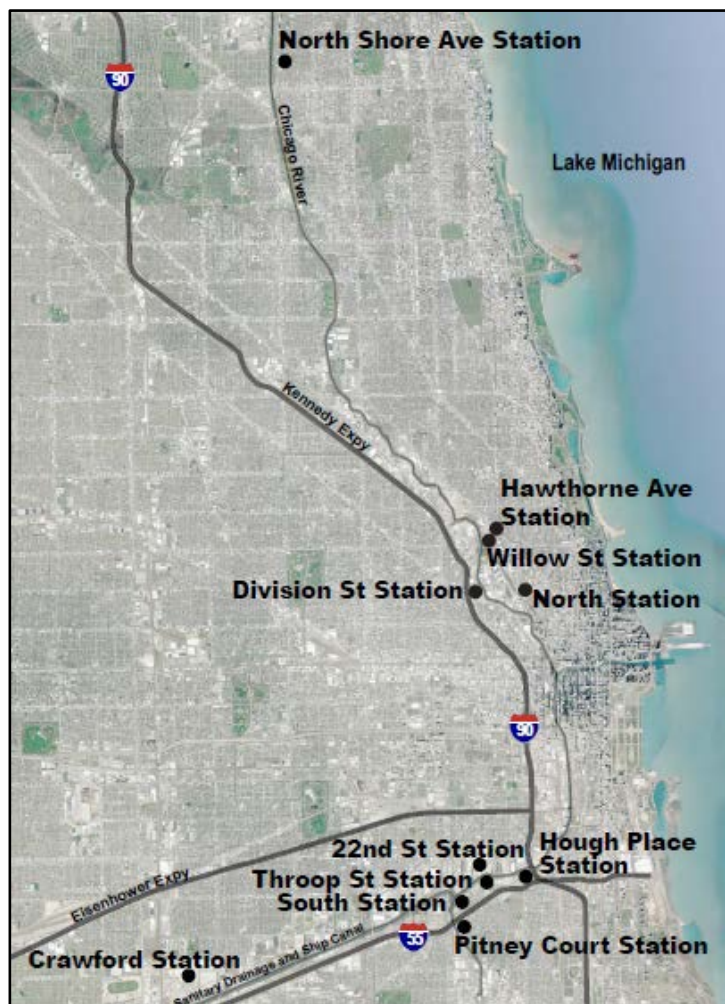 North Shore Ave Station
90
Chicago River
Lake Michigan
Kennedy Expy
Hawthorne Ave
Station
Willow St Station
Division St Station
North Station
90
22nd St Station
Hough Place
Station
Throop St Station
South Station
Eisenhower Expy
55
Pitney Court Station
Crawford Station
Sanitary Drainage and Ship Canal